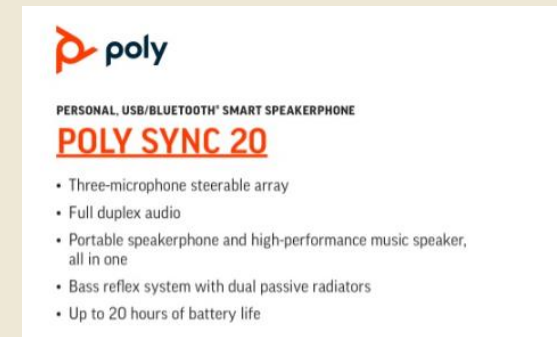 poly
PERSONAL, USB/BLUETOOTH® SMART SPEAKERPHONE
POLY SYNC 20
• Three-microphone steerable array
• Full duplex audio
• Portable speakerphone and high-performance music speaker,
all in one
• Bass reflex system with dual passive radiators
• Up to 20 hours of battery life